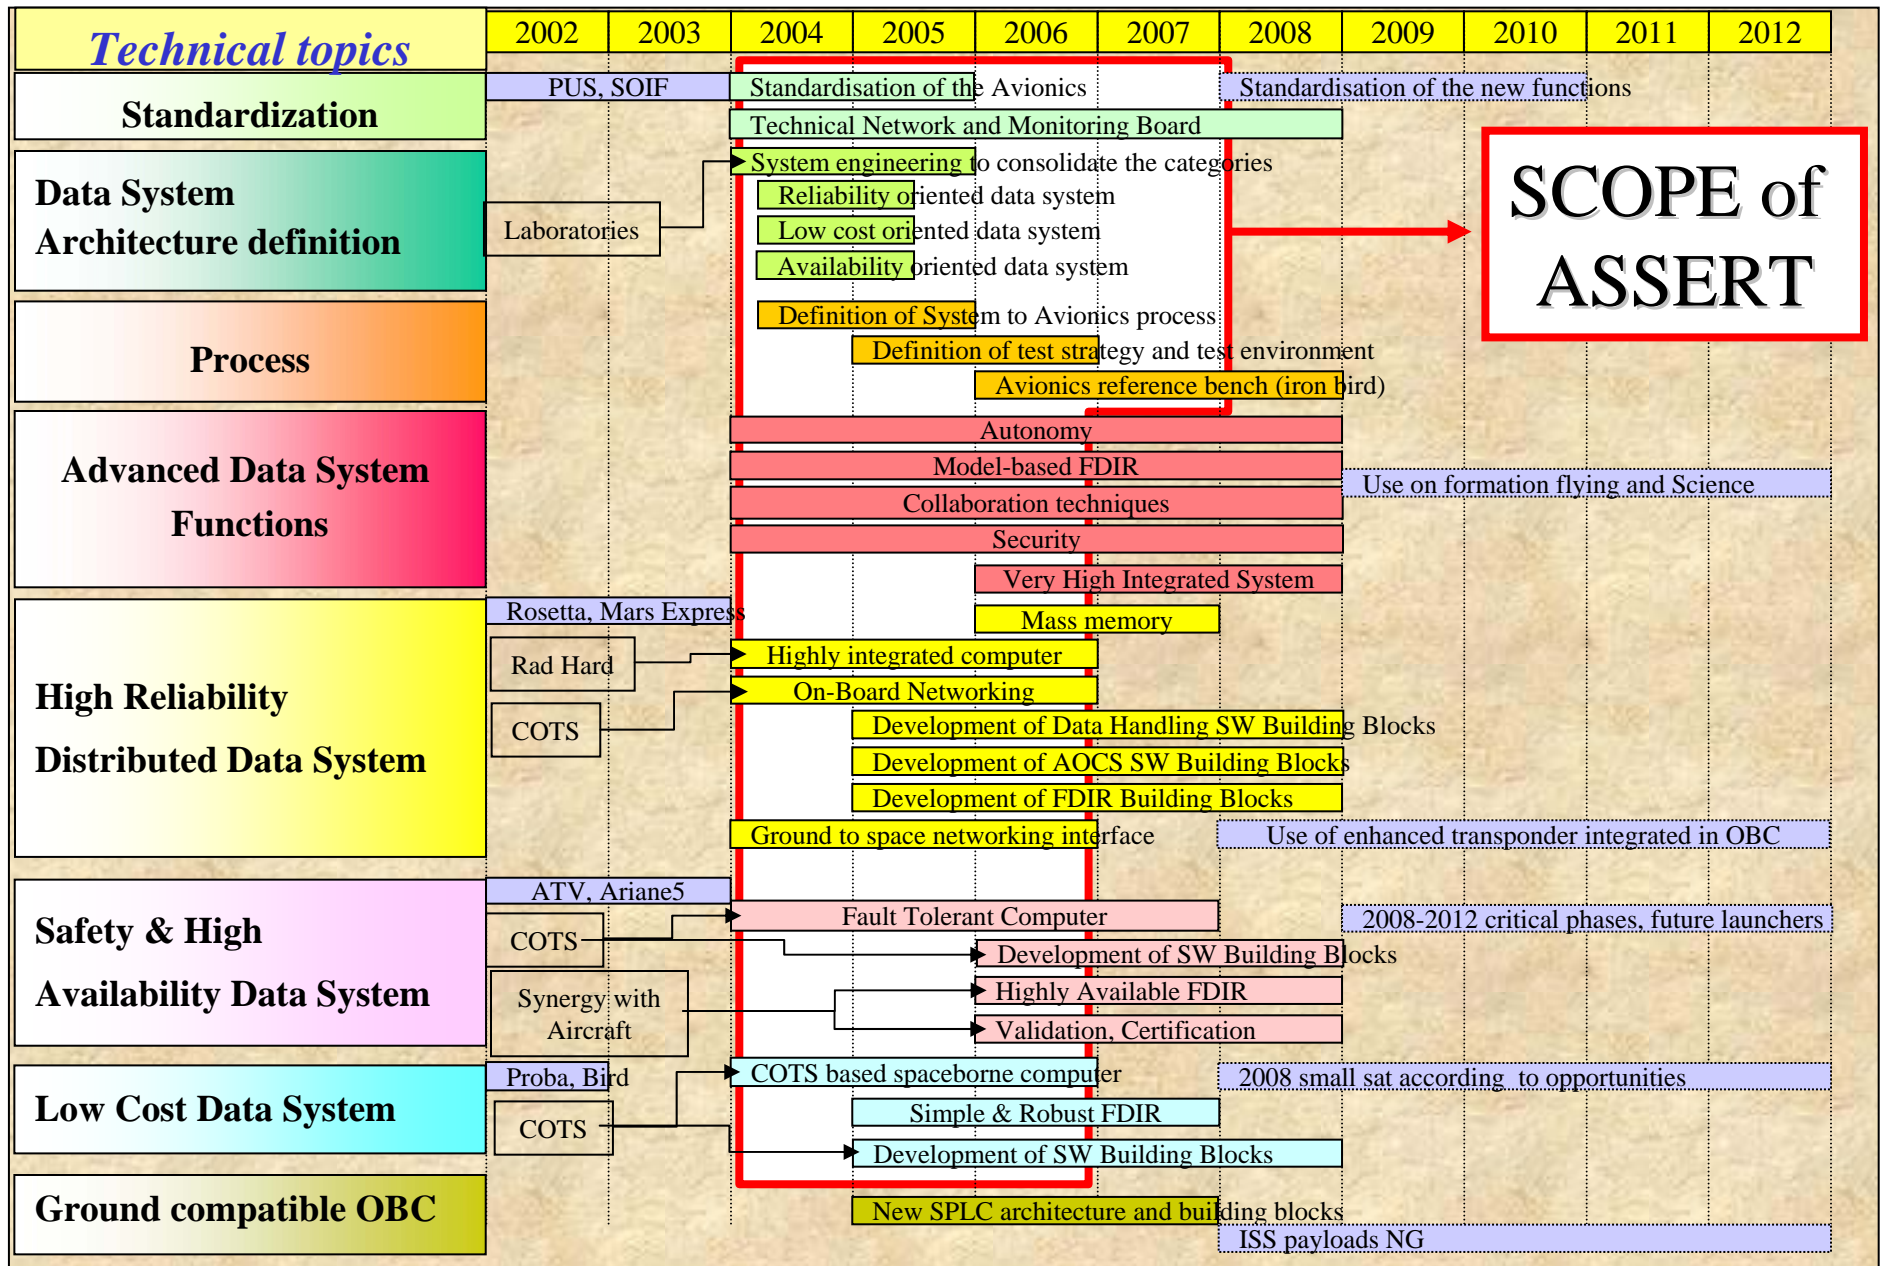 Technical topics
2002 2003 2004 2005 2006 2007 2008 2009 2010 2011 2012
Standardization
PUS, SOIF
Standardisation of the Avionics
Standardisation of the new functions
Technical Network and Monitoring Board
SCOPE of
ASSERT
Data System
Architecture definition
Laboratories
System engineering to consolidate the categories
Reliability oriented data system
Low cost oriented data system
Availability oriented data system
Process
Definition of System to Avionics process
Definition of test strategy and test environment
Avionics reference bench (iron bird)
Advanced Data System
Functions
Autonomy
Model-based FDIR
Use on formation flying and Science
Collaboration techniques
Security
Very High Integrated System
High Reliability
Distributed Data System
Rosetta, Mars Express
Mass memory
Rad Hard
Highly integrated computer
COTS
On-Board Networking
Development of Data Handling SW Building Blocks
Development of AOCS SW Building Blocks
Development of FDIR Building Blocks
Ground to space networking interface
Use of enhanced transponder integrated in OBC
Safety & High
Availability Data System
ATV, Ariane5
COTS
Fault Tolerant Computer
2008-2012 critical phases, future launchers
Development of SW Building Blocks
Synergy with
Aircraft
Highly Available FDIR
Validation, Certification
Low Cost Data System
Proba, Bird
COTS based spaceborne computer
2008 small sat according to opportunities
COTS
Simple & Robust FDIR
Development of SW Building Blocks
Ground compatible OBC
New SPLC architecture and building blocks
ISS payloads NG